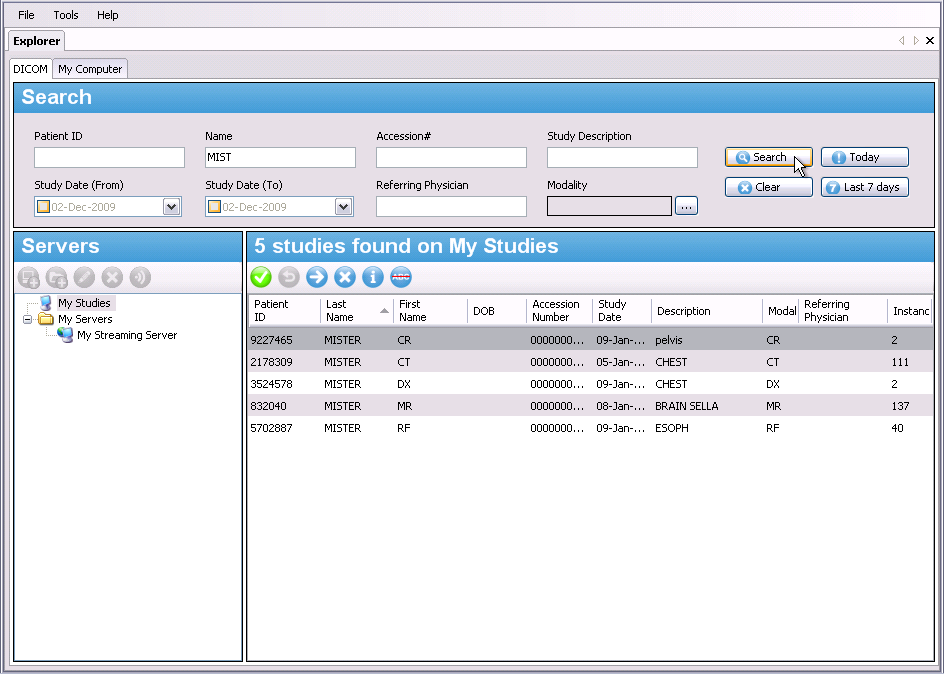 File Tools Help
Explorer
DICOM My Computer
Search
Patient ID Name Accession# Study Description
MIST
Search Today
Study Date (From) Study Date (To) Referring Physician Modality
02-Dec-2009 02-Dec-2009 ...
Clear 7 Last 7 days
Servers
My Studies
My Servers
My Streaming Server
5 studies found on My Studies
Patient ID Last Name First Name DOB Accession Number Study Date Description Modal Referring Physician Instanc
9227465 MISTER CR 0000000... 09-Jan-... pelvis CR 2
2178309 MISTER CT 0000000... 05-Jan-... CHEST CT 111
3524578 MISTER DX 0000000... 09-Jan-... CHEST DX 2
832040 MISTER MR 0000000... 08-Jan-... BRAIN SELLA MR 137
5702887 MISTER RF 0000000... 09-Jan-... ESOPH RF 40